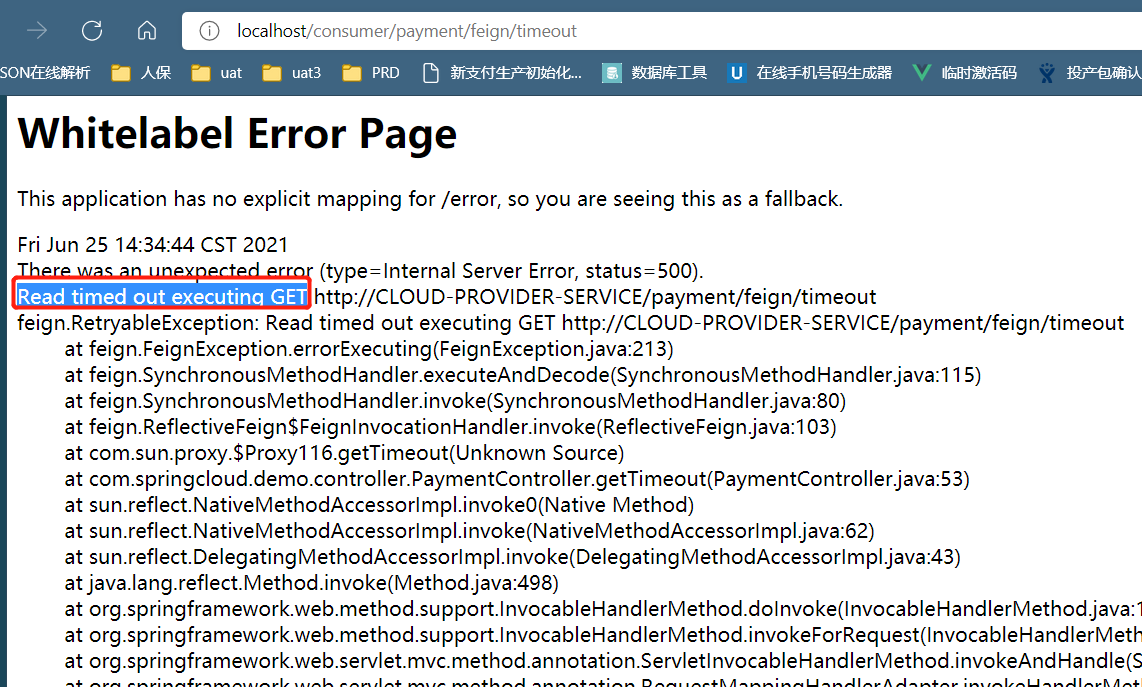 localhost/consumer/payment/feign/timeout
SON在线解析 人保 uat uat3 PRD 新支付生产初始化... 数据库工具 U 在线手机号码生成器 临时激活码 投产包确认
Whitelabel Error Page
This application has no explicit mapping for /error, so you are seeing this as a fallback.
Fri Jun 25 14:34:44 CST 2021
There was an unexpected error (type=Internal Server Error, status=500).
Read timed out executing GET http://CLOUD-PROVIDER-SERVICE/payment/feign/timeout
feign.RetryableException: Read timed out executing GET http://CLOUD-PROVIDER-SERVICE/payment/feign/timeout
at feign.FeignException.errorExecuting(FeignException.java:213)
at feign.SynchronousMethodHandler.executeAndDecode(SynchronousMethodHandler.java:115)
at feign.SynchronousMethodHandler.invoke(SynchronousMethodHandler.java:80)
at feign.ReflectiveFeign$FeignInvocationHandler.invoke(ReflectiveFeign.java:103)
at com.sun.proxy.$Proxy116.getTimeout(Unknown Source)
at com.springcloud.demo.controller.PaymentController.getTimeout(PaymentController.java:53)
at sun.reflect.NativeMethodAccessorImpl.invoke0(Native Method)
at sun.reflect.NativeMethodAccessorImpl.invoke(NativeMethodAccessorImpl.java:62)
at sun.reflect.DelegatingMethodAccessorImpl.invoke(DelegatingMethodAccessorImpl.java:43)
at java.lang.reflect.Method.invoke(Method.java:498)
at org.springframework.web.method.support.InvocableHandlerMethod.doInvoke(InvocableHandlerMethod.java:1
at org.springframework.web.method.support.InvocableHandlerMethod.invokeForRequest(InvocableHandlerMeth
at org.springframework.web.servlet.mvc.method.annotation.ServletInvocableHandlerMethod.invokeAndHandle(S
at org.springframework.web.servlet.mvc.method.annotation.RequestMappingHandlerAdapter.invokeHandlerMet